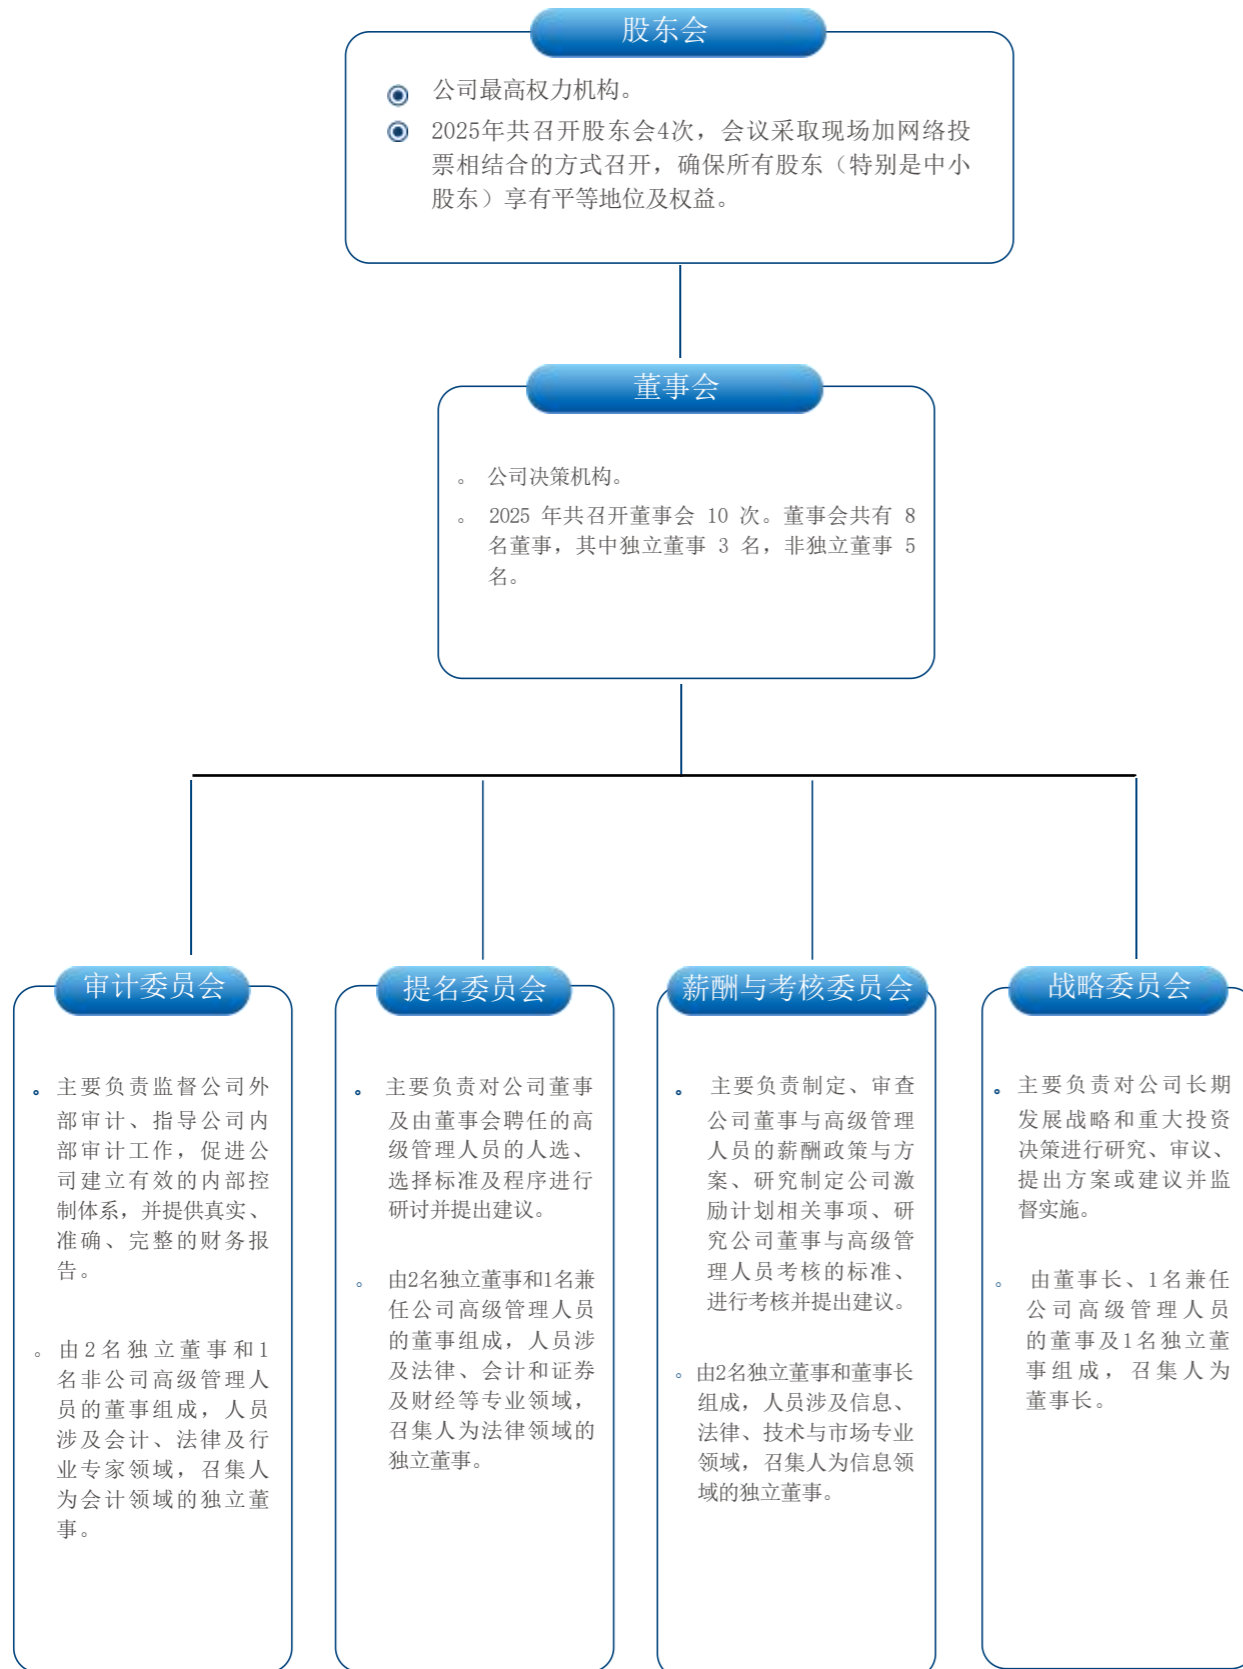 股东会
公司最高权力机构。
2025年共召开股东会4次，会议采取现场加网络投
票相结合的方式召开，确保所有股东（特别是中小
股东）享有平等地位及权益。
董事会
。 公司决策机构。
。 2025 年共召开董事会 10 次。董事会共有 8
名董事，其中独立董事 3 名，非独立董事 5
名。
审计委员会
。 主要负责监督公司外
部审计、指导公司内
部审计工作，促进公
司建立有效的内部控
制体系，并提供真实、
准确、完整的财务报
告。
。 由2名独立董事和1
名非公司高级管理人
员的董事组成，人员
涉及会计、法律及行
业专家领域，召集人
为会计领域的独立董
事。
提名委员会
。 主要负责对公司董事
及由董事会聘任的高
级管理人员的人选、
选择标准及程序进行
研讨并提出建议。
。 由2名独立董事和1名兼
任公司高级管理人员
的董事组成，人员涉
及法律、会计和证券
及财经等专业领域，
召集人为法律领域的
独立董事。
薪酬与考核委员会
。 主要负责制定、审查
公司董事与高级管理
人员的薪酬政策与方
案、研究制定公司激
励计划相关事项、研
究公司董事与高级管
理人员考核的标准、
进行考核并提出建议。
。 由2名独立董事和董事长
组成，人员涉及信息、
法律、技术与市场专业
领域，召集人为信息领
域的独立董事。
战略委员会
。 主要负责对公司长期
发展战略和重大投资
决策进行研究、审议、
提出方案或建议并监
督实施。
。 由董事长、1名兼任
公司高级管理人员
的董事及1名独立董
事组成，召集人为
董事长。